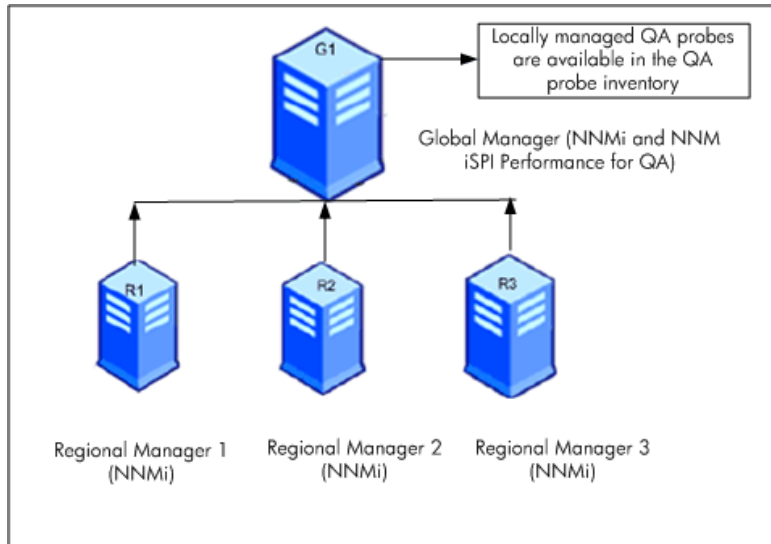 G1
Locally managed QA probes
are available in the QA
probe inventory
Global Manager (NNMi and NNM
iSPI Performance for QA)
R1
R2
R3
Regional Manager 1
(NNMi)
Regional Manager 2
(NNMi)
Regional Manager 3
(NNMi)